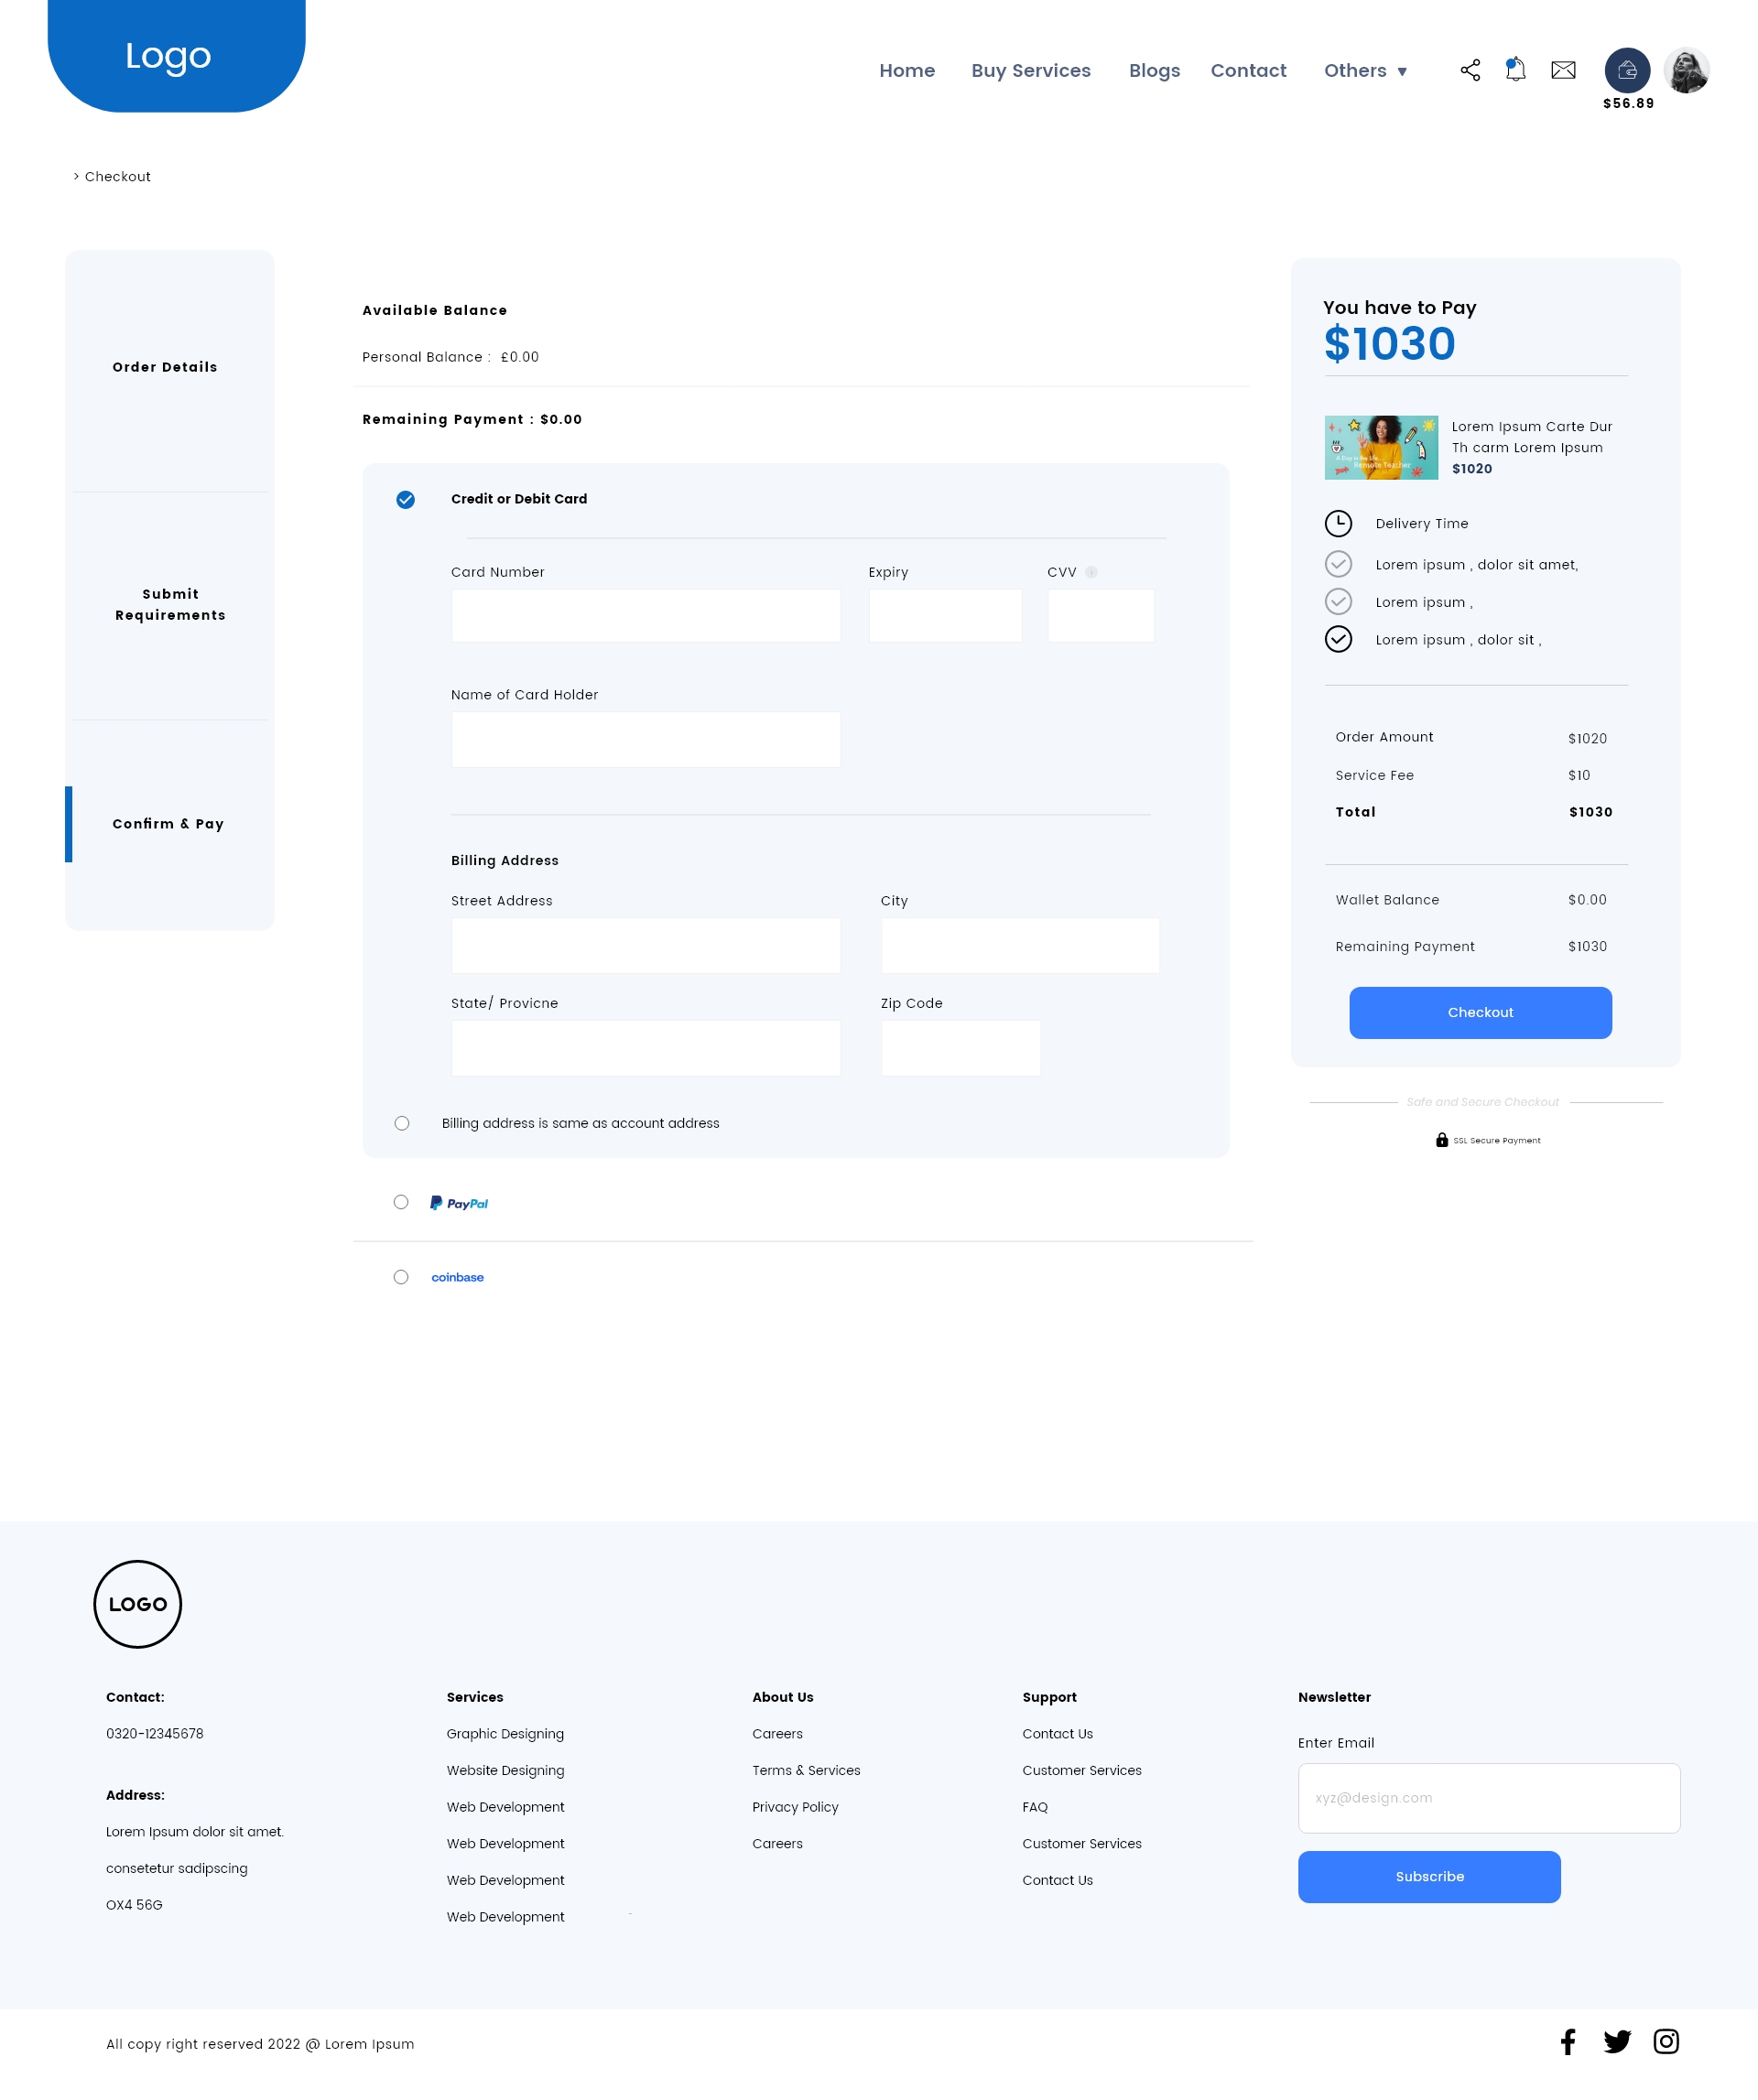 Logo
Home Buy Services Blogs Contact Others
$56.89
> Checkout
Order Details
Submit
Requirements
Confirm & Pay
Available Balance
Personal Balance : £0.00
Remaining Payment : $0.00
Credit or Debit Card
Card Number Expiry CVV
Name of Card Holder
Billing Address
Street Address City
State/ Provicne Zip Code
Billing address is same as account address
PayPal
coinbase
You have to Pay
$1030
A Day in the Life...
Remote Teacher
Lorem Ipsum Carte Dur
Th carm Lorem Ipsum
$1020
Delivery Time
Lorem ipsum , dolor sit amet,
Lorem ipsum ,
Lorem ipsum , dolor sit ,
Order Amount $1020
Service Fee $10
Total $1030
Wallet Balance $0.00
Remaining Payment $1030
Checkout
Safe and Secure Checkout
SSL Secure Payment
LOGO
Contact:
0320-12345678
Address:
Lorem Ipsum dolor sit amet.
consetetur sadipscing
OX4 56G
Services
Graphic Designing
Website Designing
Web Development
Web Development
Web Development
Web Development
About Us
Careers
Terms & Services
Privacy Policy
Careers
Support
Contact Us
Customer Services
FAQ
Customer Services
Contact Us
Newsletter
Enter Email
xyz@design.com
Subscribe
All copy right reserved 2022 @ Lorem Ipsum